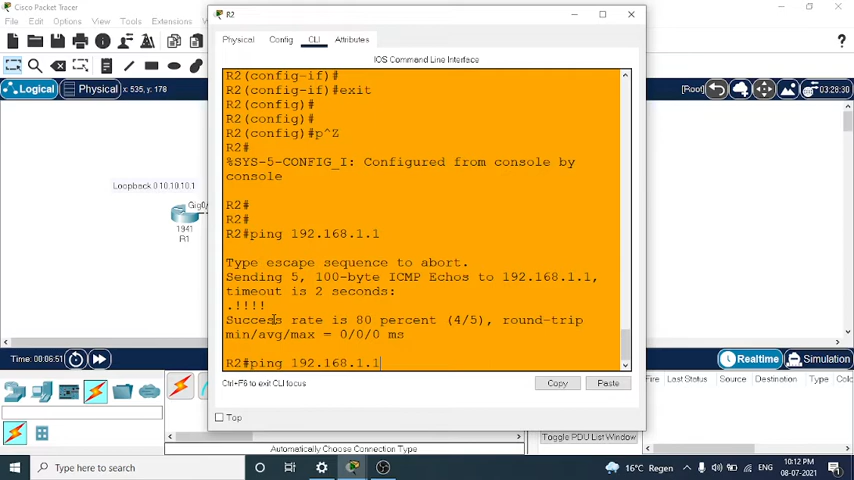 Cisco Packet Tracer
File Edit Options View Tools Extensions
R2
Physical Config CLI Attributes
IOS Command Line Interface
R2(config-if)#
R2(config-if)#exit
R2(config)#
R2(config)#
R2(config)#p^Z
R2#
%SYS-5-CONFIG_I: Configured from console by
console
R2#
R2#
R2#ping 192.168.1.1
Type escape sequence to abort.
Sending 5, 100-byte ICMP Echos to 192.168.1.1,
timeout is 2 seconds:
.!!!!
Success rate is 80 percent (4/5), round-trip
min/avg/max = 0/0/0 ms
R2#ping 192.168.1.1
Ctrl+F6 to exit CLI focus
Copy Paste
Top
Logical Physical x: 535, y: 178
[Root] 03:28:30
Loopback 0 10.10.10.1
Gig0/
1941
R1
Time: 00:06:51
Realtime Simulation
Fire Last Status Source Destination
Automatically Choose Connection Type
Toggle PDU List Window
Type here to search
16°C Regen
ENG
10:12 PM
08-07-2021